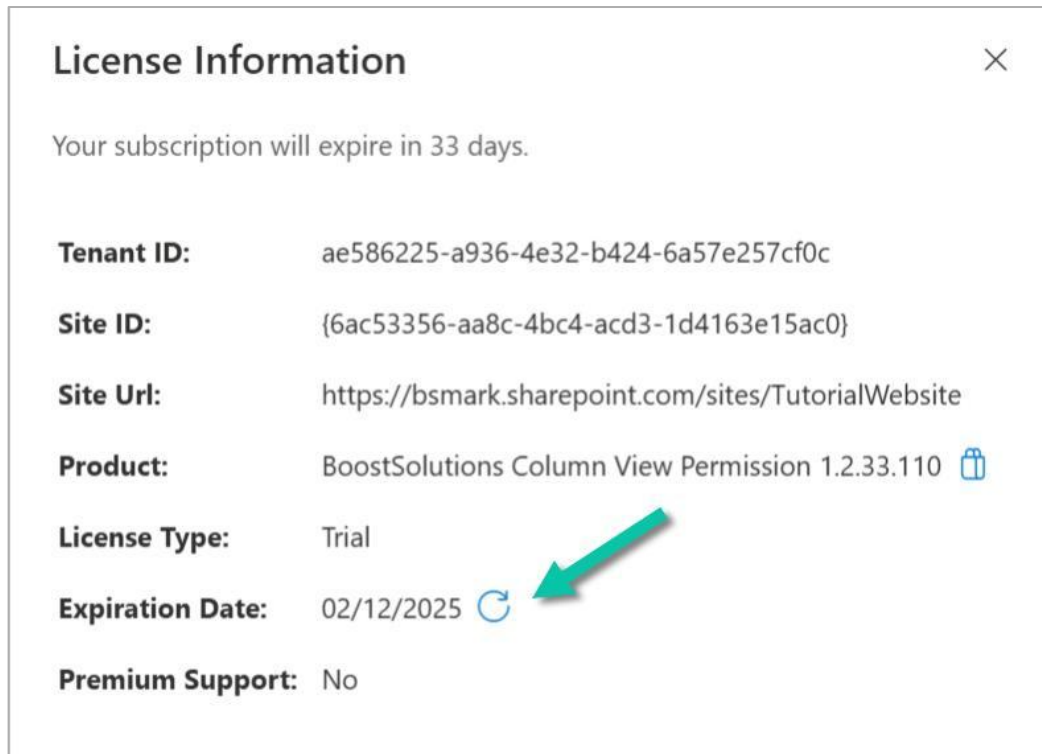 License Information
Your subscription will expire in 33 days.
Tenant ID: ae586225-a936-4e32-b424-6a57e257cf0c
Site ID: {6ac53356-aa8c-4bc4-acd3-1d4163e15ac0}
Site Url: https://bsmark.sharepoint.com/sites/TutorialWebsite
Product: BoostSolutions Column View Permission 1.2.33.110
License Type: Trial
Expiration Date: 02/12/2025
Premium Support: No